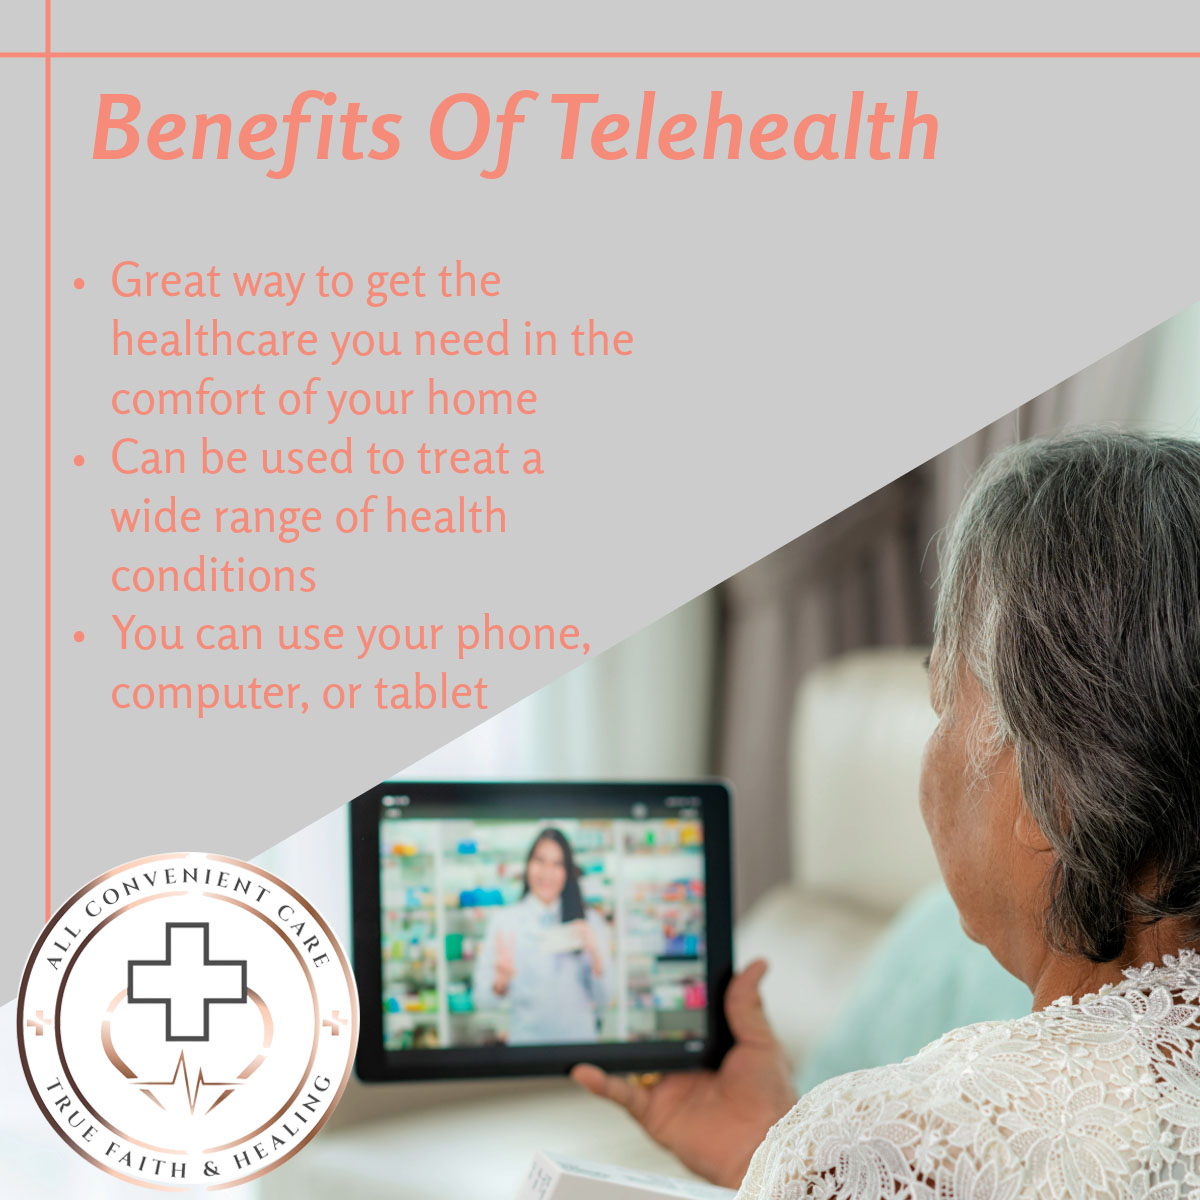 Benefits Of Telehealth
• Great way to get the
healthcare you need in the
comfort of your home
• Can be used to treat a
wide range of health
conditions
• You can use your phone,
computer, or tablet
ALL CONVENIENT CARE
TRUE FAITH & HEALING